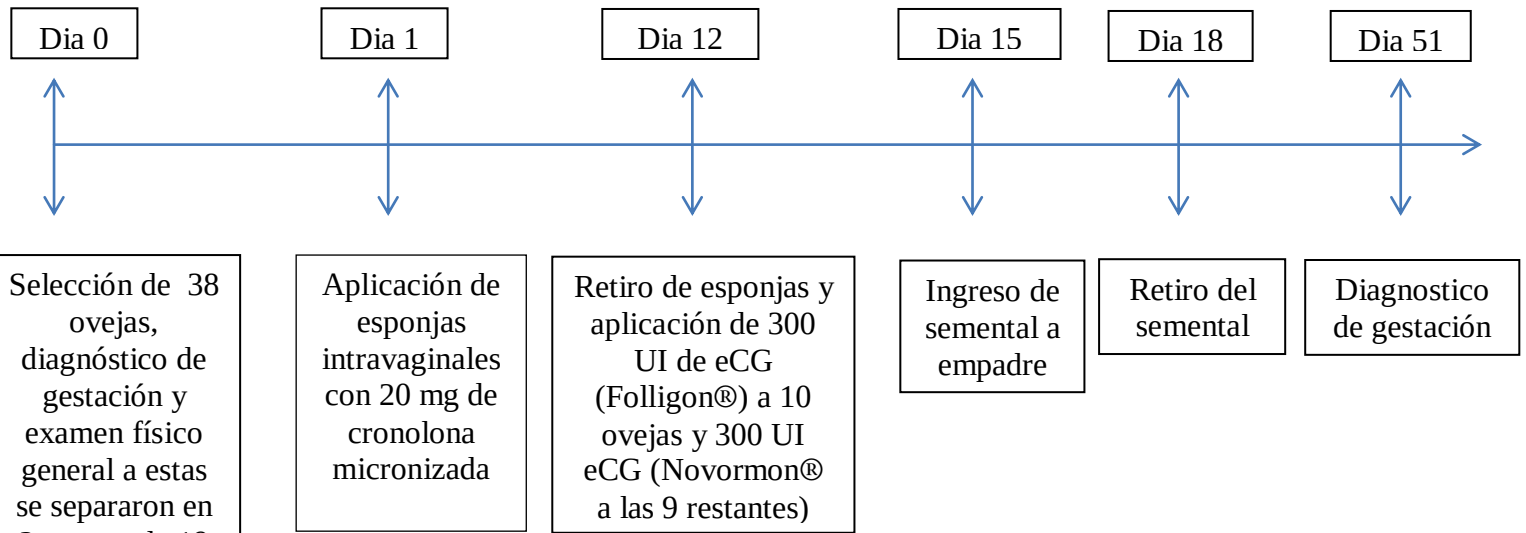 Dia 0
Dia 1
Dia 12
Dia 15
Dia 18
Dia 51
Selección de 38
ovejas,
diagnóstico de
gestación y
examen físico
general a estas
se separaron en
Aplicación de
esponjas
intravaginales
con 20 mg de
cronolona
micronizada
Retiro de esponjas y
aplicación de 300
UI de eCG
(Folligon®) a 10
ovejas y 300 UI
eCG (Novormon®
a las 9 restantes)
Ingreso de
semental a
empadre
Retiro del
semental
Diagnostico
de gestación